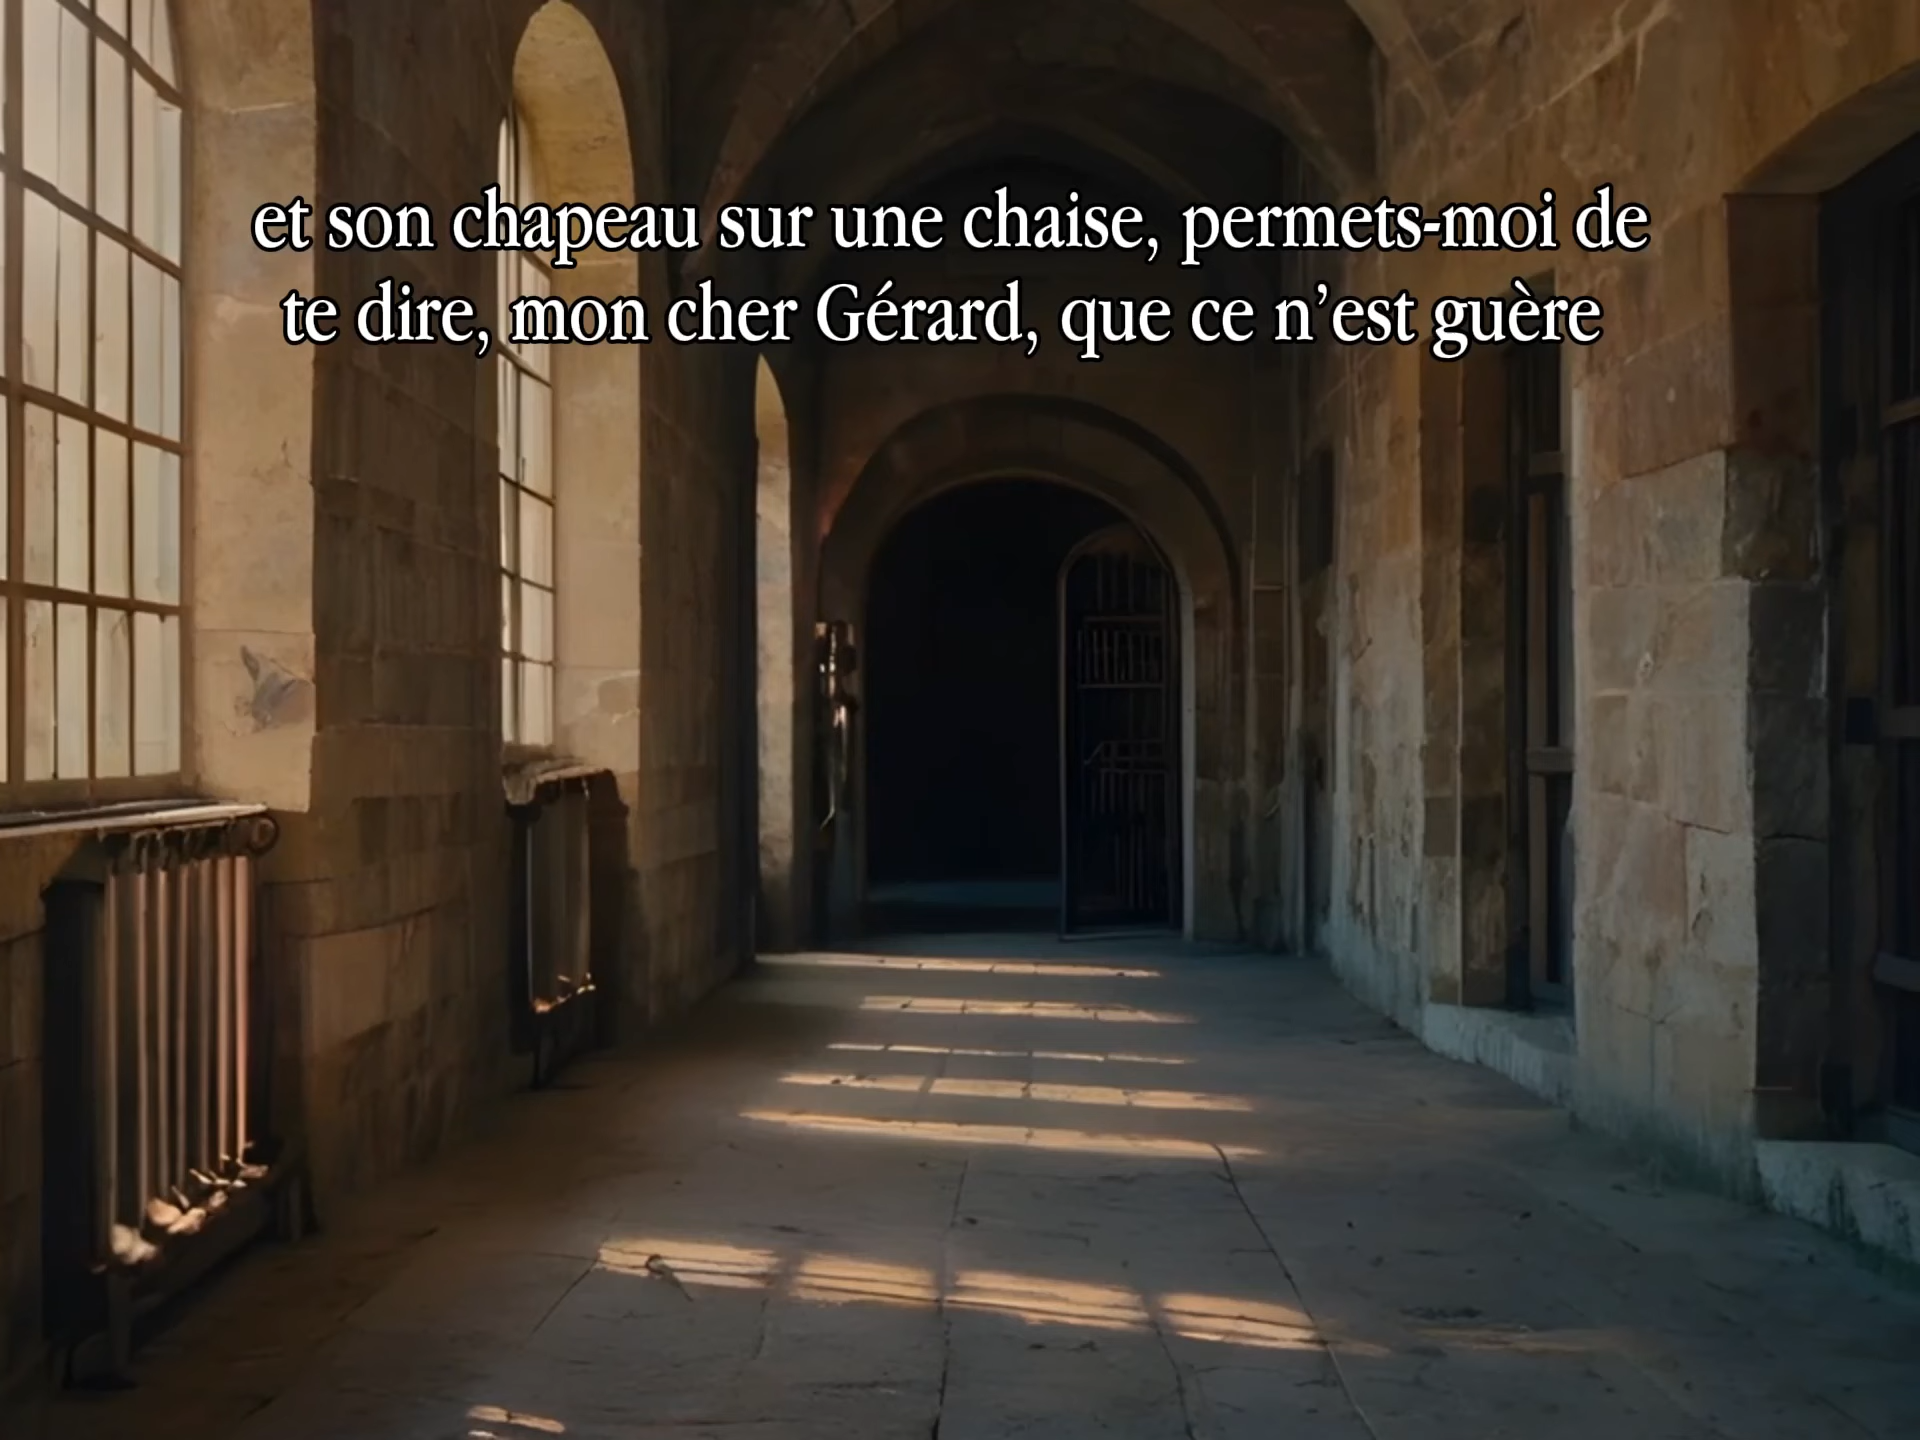 et son chapeau sur une chaise, permets-moi de
te dire, mon cher Gérard, que ce n’est guère